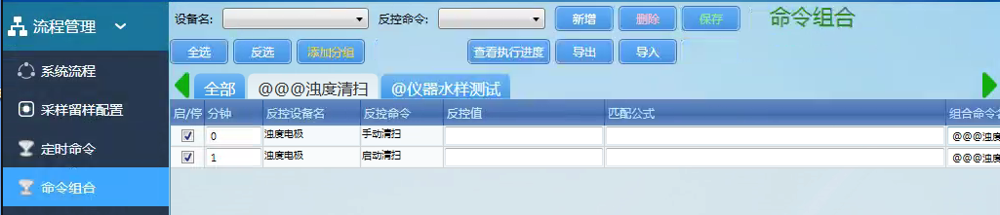 流程管理
系统流程
采样留样配置
定时命令
命令组合
设备名: 反控命令: 新增 删除 保存 命令组合
全选 反选 添加分组 查看执行进度 导出 导入
全部 @@@浊度清扫 @仪器水样测试
启/停 分钟 反控设备名 反控命令 反控值 匹配公式 组合命令名
0 浊度电极 手动清扫 @@@浊度
1 浊度电极 启动清扫 @@@浊度